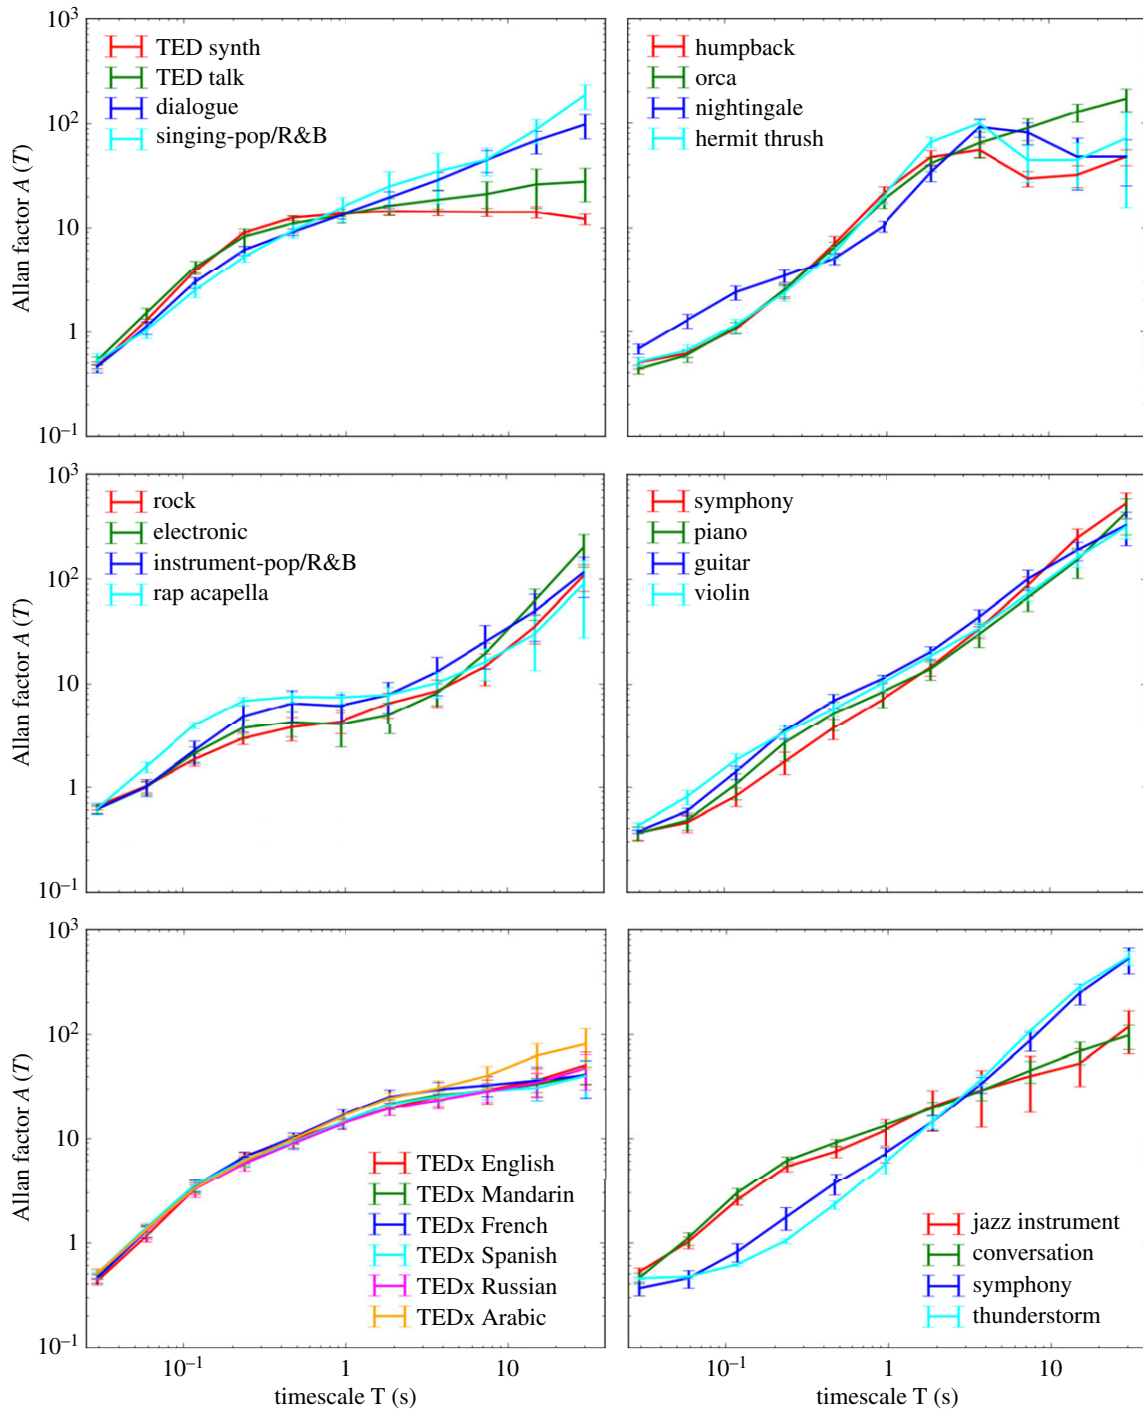 10³
10²
10
1
10⁻¹
Allan factor A (T)
TED synth
TED talk
dialogue
singing-pop/R&B
humpback
orca
nightingale
hermit thrush
10³
10²
10
1
10⁻¹
Allan factor A (T)
rock
electronic
instrument-pop/R&B
rap acapella
symphony
piano
guitar
violin
10³
10²
10
1
10⁻¹
Allan factor A (T)
TEDx English
TEDx Mandarin
TEDx French
TEDx Spanish
TEDx Russian
TEDx Arabic
10⁻¹ 1 10
timescale T (s)
jazz instrument
conversation
symphony
thunderstorm
10⁻¹ 1 10
timescale T (s)